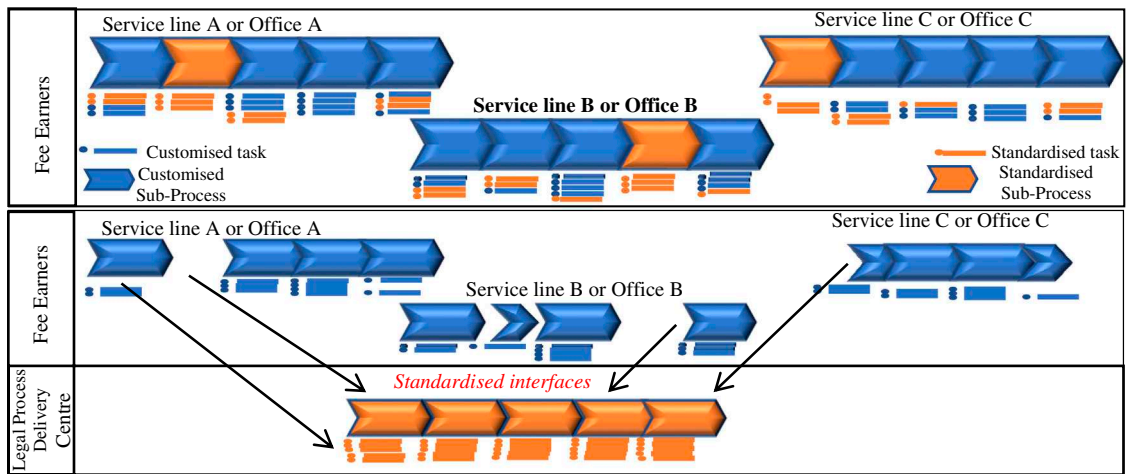 Service line A or Office A
Service line C or Office C
Fee Earners
Service line B or Office B
Customised task
Customised
Sub-Process
Standardised task
Standardised
Sub-Process
Service line A or Office A
Service line C or Office C
Fee Earners
Service line B or Office B
Legal Process
Delivery
Centre
Standardised interfaces